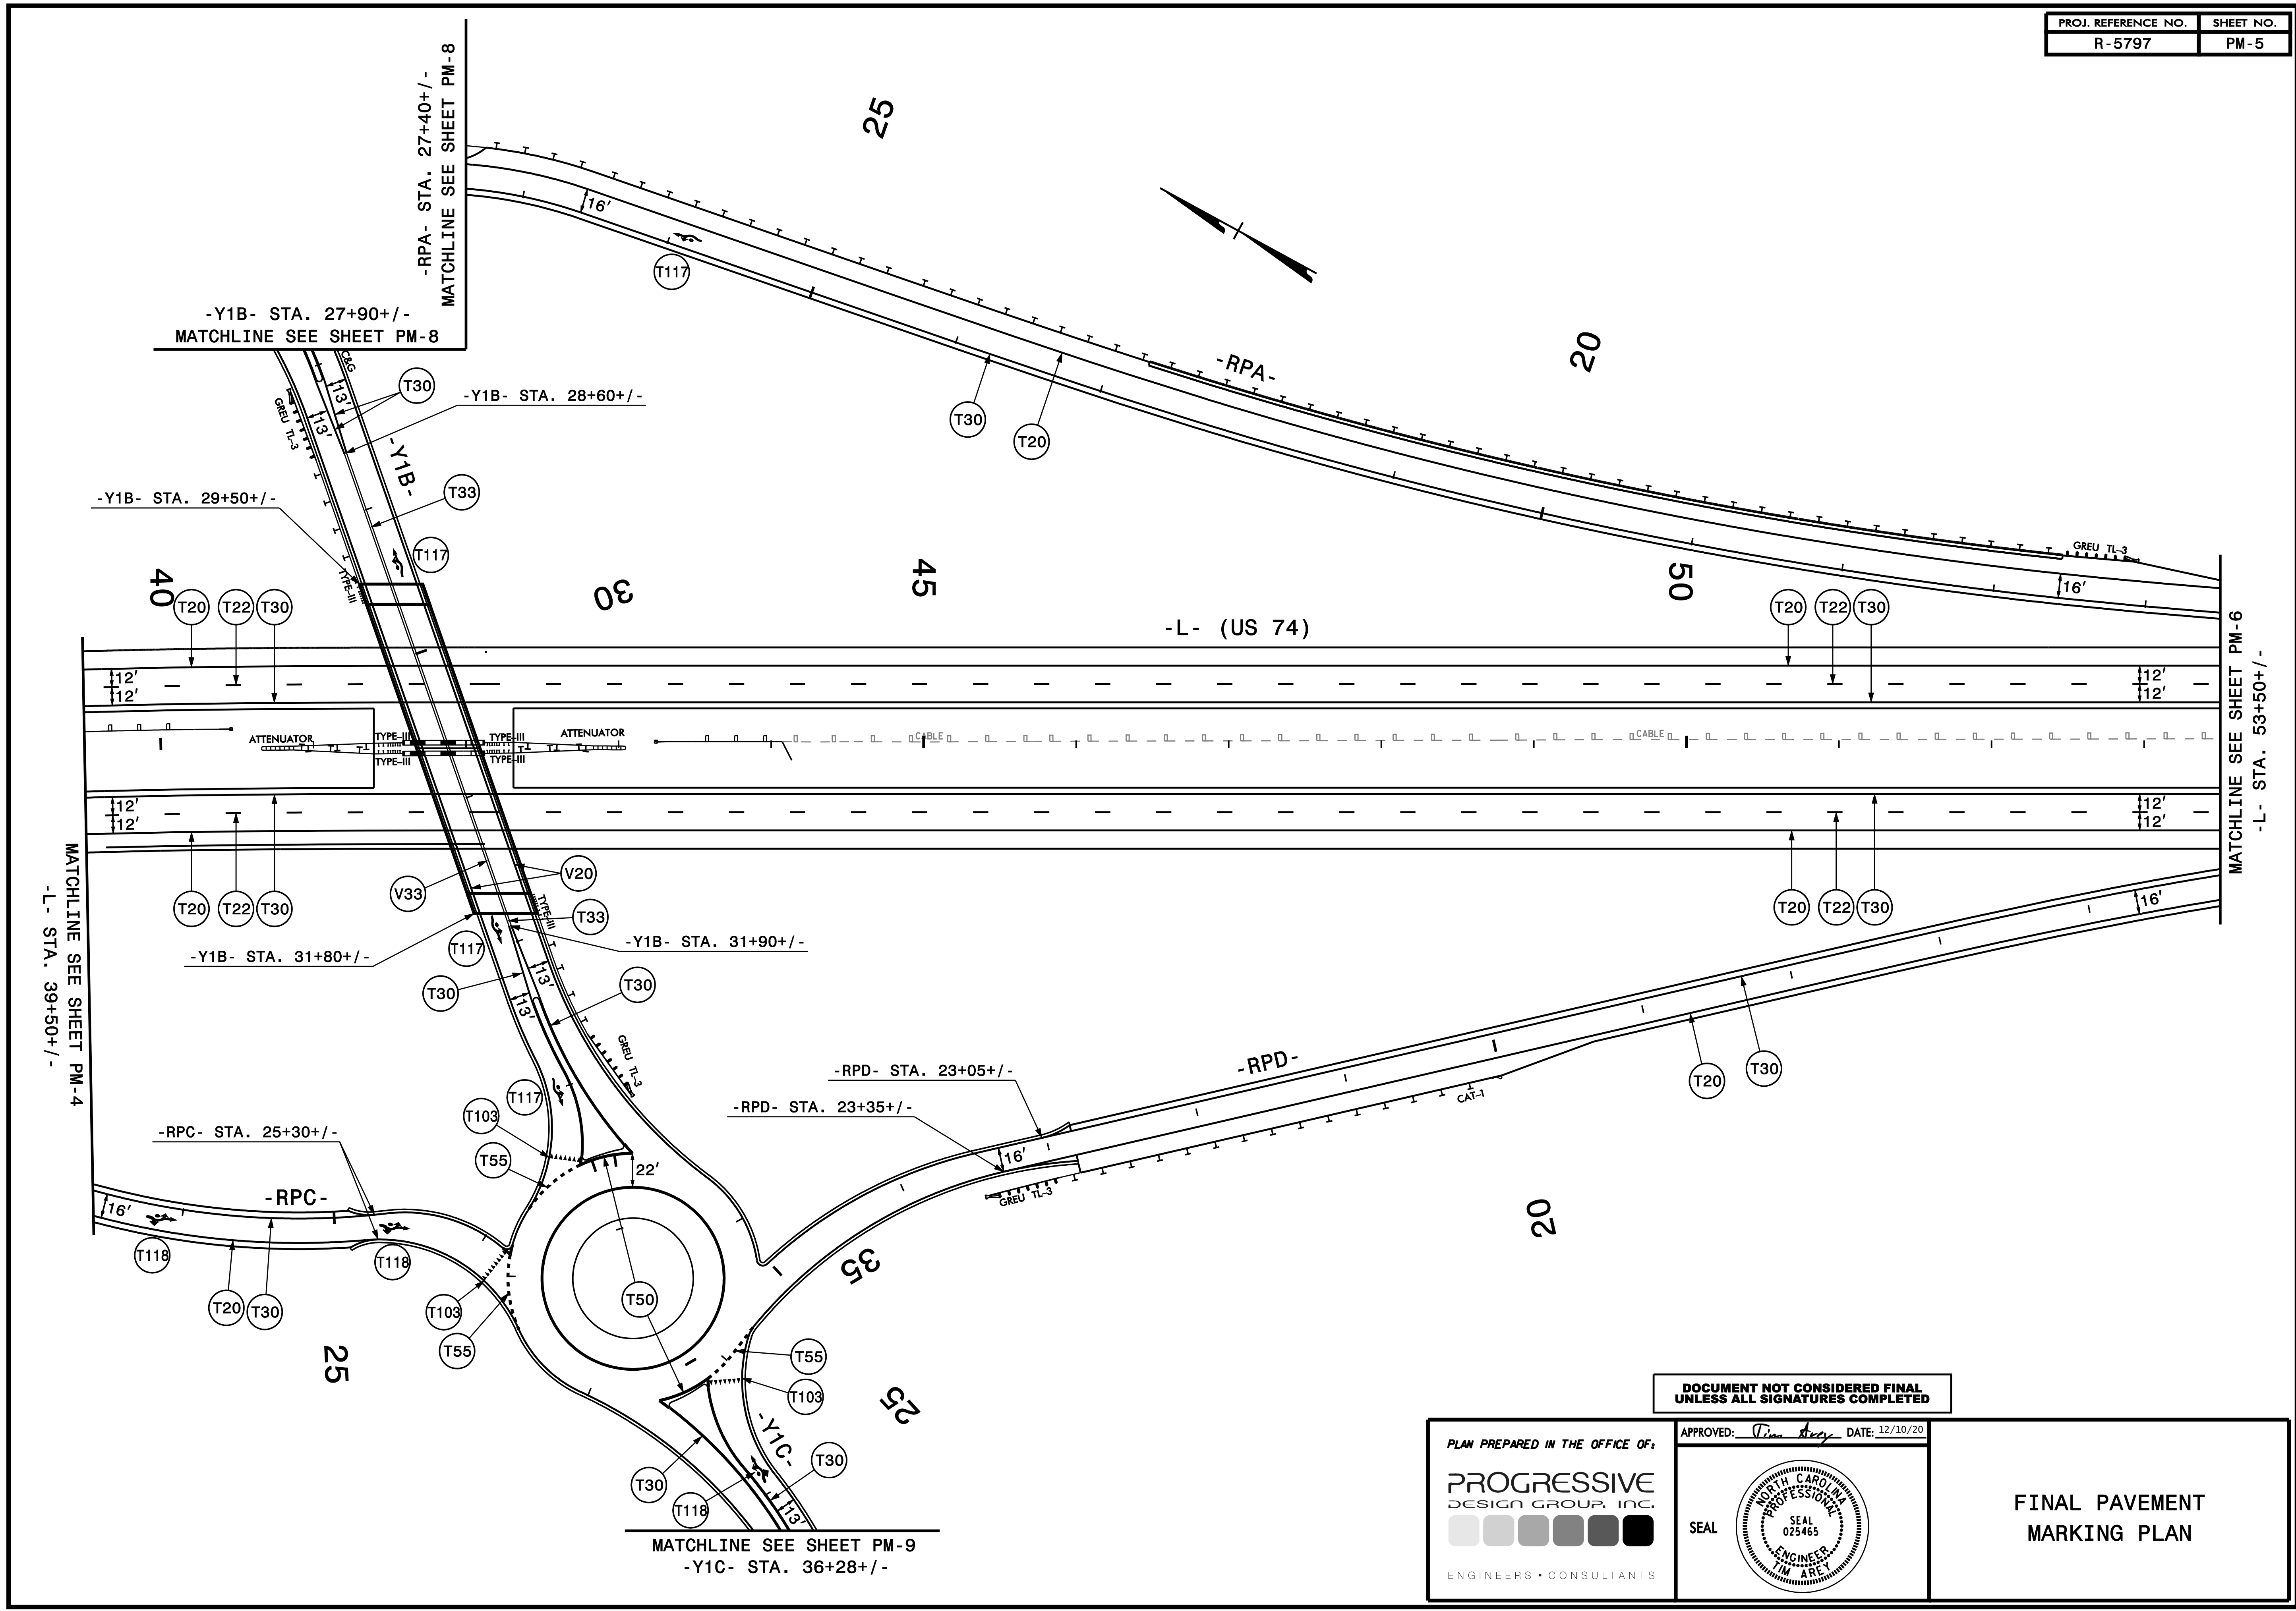 PROJ. REFERENCE NO.
SHEET NO.
R-5797
PM-5
-RPA- STA. 27+40+/-
MATCHLINE SEE SHEET PM-8
-Y1B- STA. 27+90+/-
MATCHLINE SEE SHEET PM-8
25
16'
T117
20
-RPA-
T30
T20
C&G
13'
T30
GREU TL-3
13'
-Y1B- STA. 28+60+/-
-Y1B-
T33
-Y1B- STA. 29+50+/-
T117
TYPE-III
GREU TL-3
16'
40
30
45
50
T20
T22
T30
T20
T22
T30
-L- (US 74)
12'
12'
12'
12'
ATTENUATOR
TYPE-III
TYPE-III
TYPE-III
TYPE-III
ATTENUATOR
CABLE
CABLE
12'
12'
12'
12'
MATCHLINE SEE SHEET PM-6
-L- STA. 53+50+/-
MATCHLINE SEE SHEET PM-4
-L- STA. 39+50+/-
T20
T22
T30
V33
V20
T20
T22
T30
TYPE-III
T33
T117
-Y1B- STA. 31+90+/-
-Y1B- STA. 31+80+/-
16'
T30
13'
13'
T30
GREU TL-3
-RPD-
-RPD- STA. 23+05+/-
-RPD- STA. 23+35+/-
T20
T30
CAT-1
T117
T103
T55
22'
16'
GREU TL-3
-RPC- STA. 25+30+/-
-RPC-
16'
T118
T118
T20
T30
T103
T55
T50
35
20
25
25
T55
T103
-Y1C-
T30
T30
T118
13'
MATCHLINE SEE SHEET PM-9
-Y1C- STA. 36+28+/-
DOCUMENT NOT CONSIDERED FINAL
UNLESS ALL SIGNATURES COMPLETED
PLAN PREPARED IN THE OFFICE OF:
PROGRESSIVE
DESIGN GROUP, INC.
ENGINEERS • CONSULTANTS
APPROVED: Tim Arey DATE: 12/10/20
SEAL
NORTH CAROLINA
PROFESSIONAL
SEAL
025465
ENGINEER
TIM AREY
FINAL PAVEMENT
MARKING PLAN